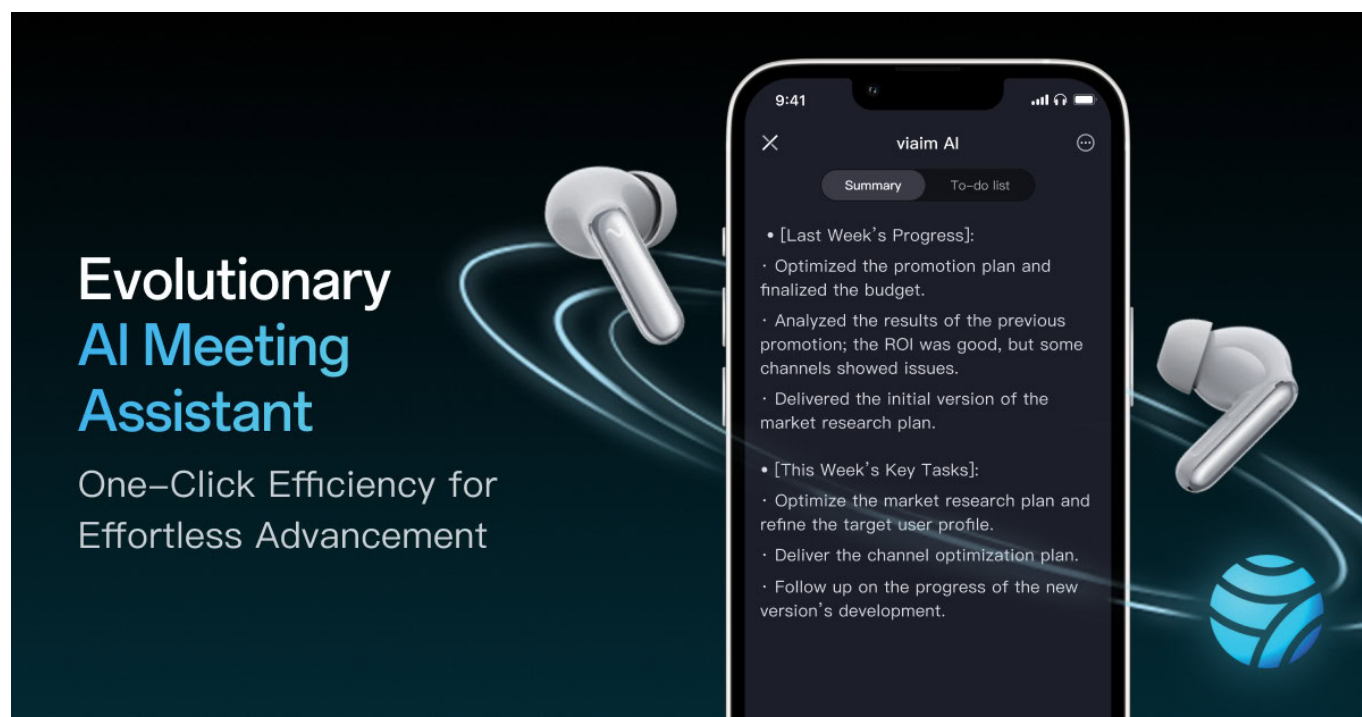 Evolutionary
AI Meeting
Assistant
One-Click Efficiency for
Effortless Advancement
9:41
viaim AI
Summary To-do list
• [Last Week's Progress]:
· Optimized the promotion plan and
finalized the budget.
· Analyzed the results of the previous
promotion; the ROI was good, but some
channels showed issues.
· Delivered the initial version of the
market research plan.
• [This Week's Key Tasks]:
· Optimize the market research plan and
refine the target user profile.
· Deliver the channel optimization plan.
· Follow up on the progress of the new
version's development.